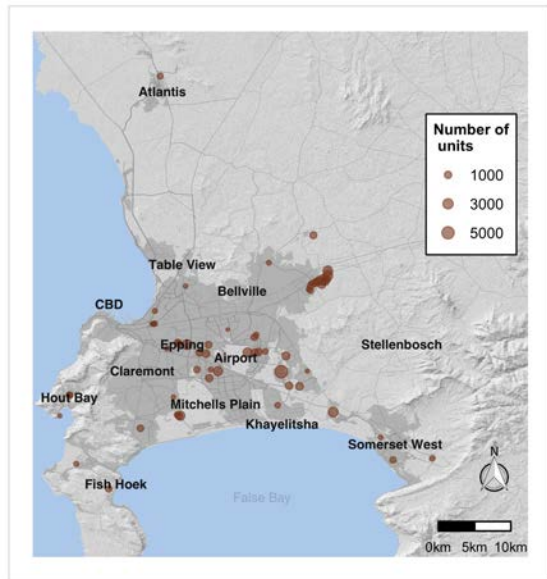 Atlantis
Number of
units
1000
3000
5000
Table View
Bellville
CBD
Epping
Airport
Stellenbosch
Claremont
Hout Bay
Mitchells Plain
Khayelitsha
Somerset West
N
Fish Hoek
False Bay
0km 5km 10km